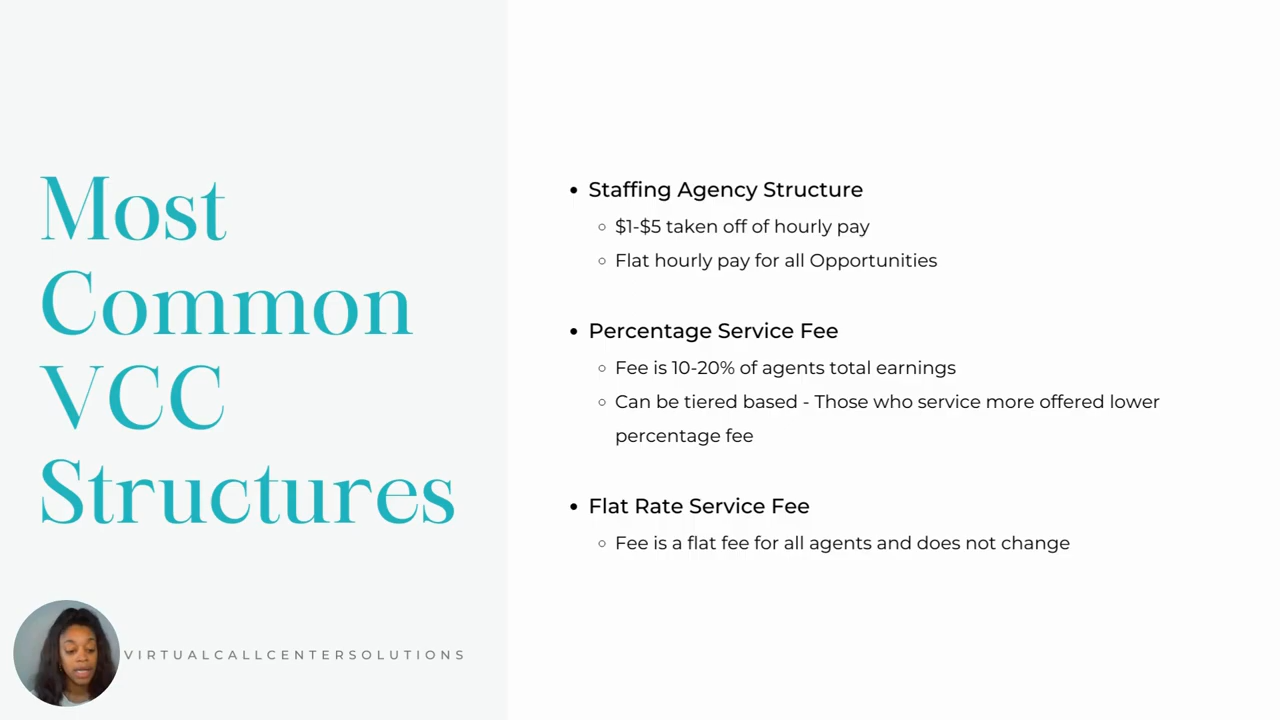 Most
Common
VCC
Structures
VIRTUALCALLCENTERSOLUTIONS
• Staffing Agency Structure
○ $1-$5 taken off of hourly pay
○ Flat hourly pay for all Opportunities
• Percentage Service Fee
○ Fee is 10-20% of agents total earnings
○ Can be tiered based - Those who service more offered lower
percentage fee
• Flat Rate Service Fee
○ Fee is a flat fee for all agents and does not change